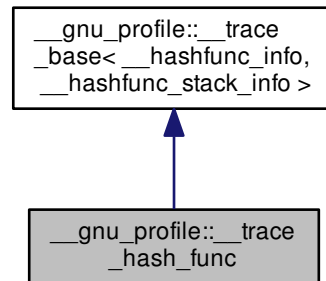 __gnu_profile::__trace
_base< __hashfunc_info,
__hashfunc_stack_info >
__gnu_profile::__trace
_hash_func